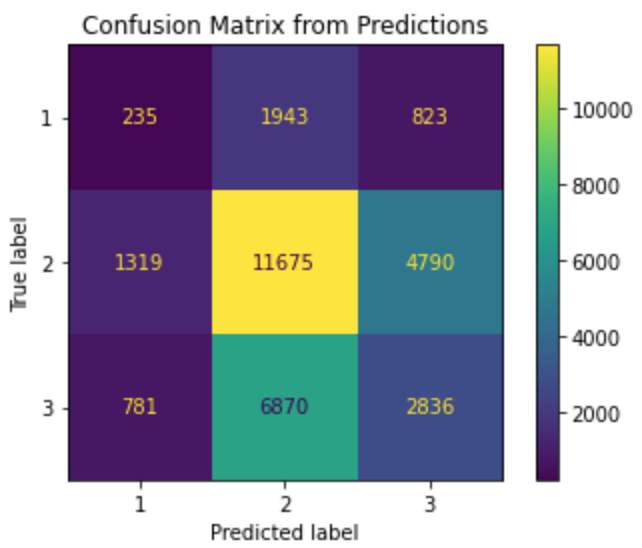 Confusion Matrix from Predictions
1 235 1943 823
2 1319 11675 4790
3 781 6870 2836
1 2 3
True label
Predicted label
10000
8000
6000
4000
2000